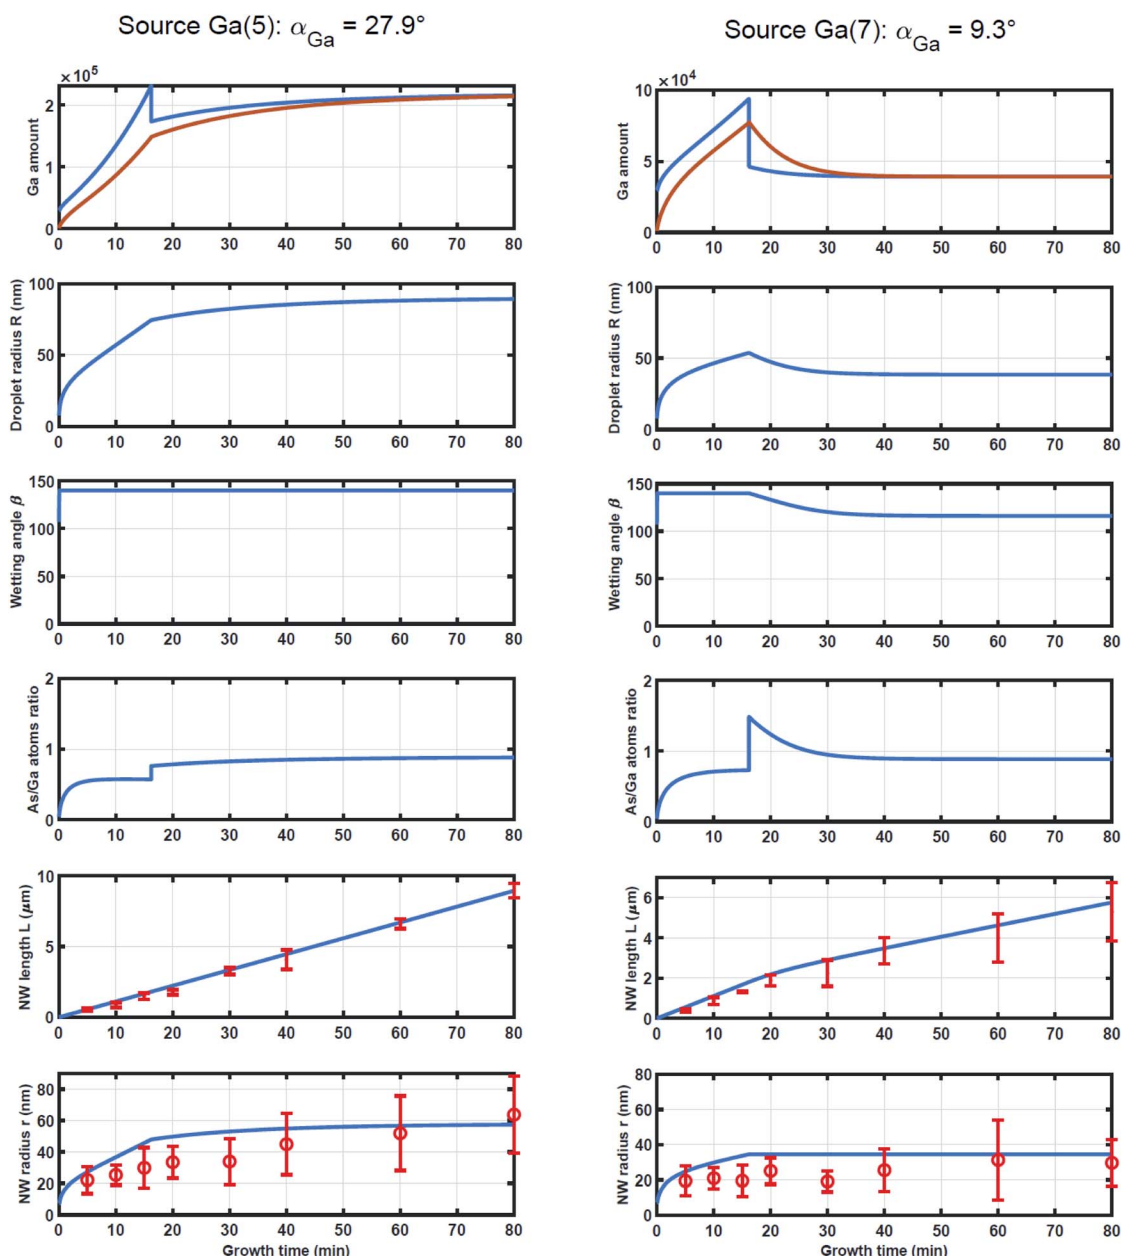 Source Ga(5): α_Ga = 27.9°
×10⁵
Ga amount
2
1
0
0 10 20 30 40 50 60 70 80
Droplet radius R (nm)
100
50
0
0 10 20 30 40 50 60 70 80
Wetting angle β
150
100
50
0
0 10 20 30 40 50 60 70 80
As/Ga atoms ratio
2
1
0
0 10 20 30 40 50 60 70 80
NW length L (μm)
10
5
0
0 10 20 30 40 50 60 70 80
NW radius r (nm)
80
60
40
20
0
0 10 20 30 40 50 60 70 80
Growth time (min)
Source Ga(7): α_Ga = 9.3°
×10⁴
Ga amount
10
5
0
0 10 20 30 40 50 60 70 80
Droplet radius R (nm)
100
50
0
0 10 20 30 40 50 60 70 80
Wetting angle β
150
100
50
0
0 10 20 30 40 50 60 70 80
As/Ga atoms ratio
2
1
0
0 10 20 30 40 50 60 70 80
NW length L (μm)
6
4
2
0
0 10 20 30 40 50 60 70 80
NW radius r (nm)
80
60
40
20
0
0 10 20 30 40 50 60 70 80
Growth time (min)